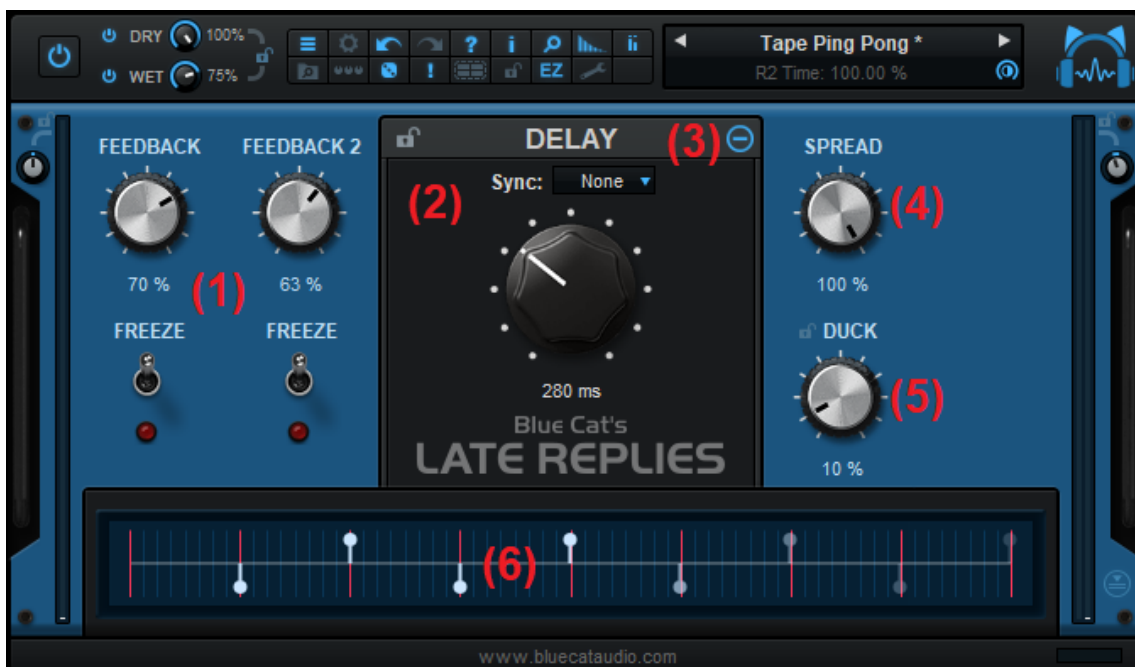 DRY 100%
WET 75%
? i ii
! EZ
Tape Ping Pong *
R2 Time: 100.00 %
FEEDBACK FEEDBACK 2
70 % 63 %
(1)
FREEZE FREEZE
DELAY (3)
Sync: None
(2)
280 ms
Blue Cat's
LATE REPLIES
SPREAD
(4)
100 %
DUCK
(5)
10 %
(6)
www.bluecataudio.com